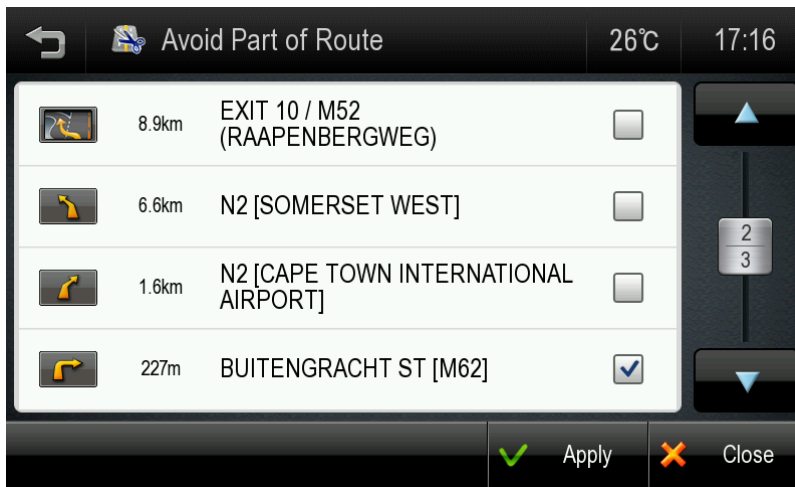 Avoid Part of Route 26℃ 17:16
EXIT 10 / M52
8.9km
(RAAPENBERGWEG)
6.6km N2 [SOMERSET WEST]
N2 [CAPE TOWN INTERNATIONAL
1.6km
AIRPORT]
227m BUITENGRACHT ST [M62]
2
3
Apply Close